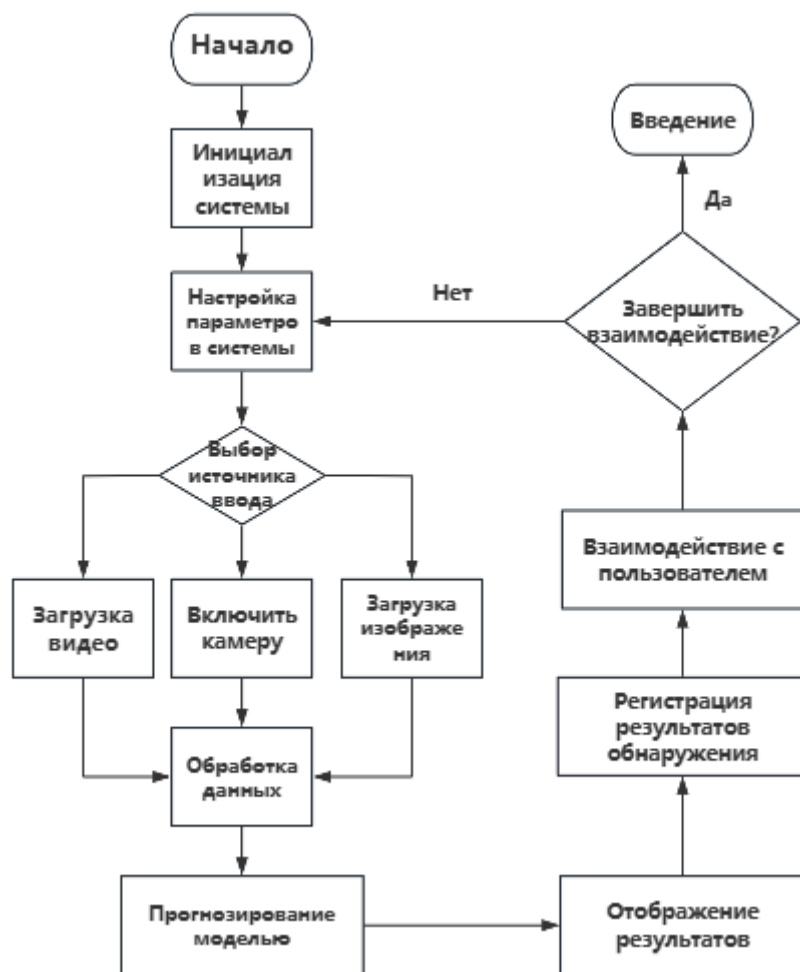 Начало
Инициал
изация
системы
Настройка
параметро
в системы
Выбор
источника
ввода
Загрузка
видео
Включить
камеру
Загрузка
изображе
ния
Обработка
данных
Прогнозирование
моделью
Отображение
результатов
Регистрация
результатов
обнаружения
Взаимодействие с
пользователем
Завершить
взаимодействие?
Нет
Да
Введение